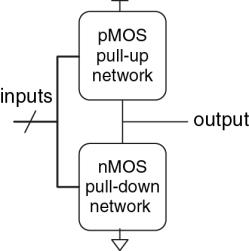 pMOS
pull-up
network
inputs
output
nMOS
pull-down
network